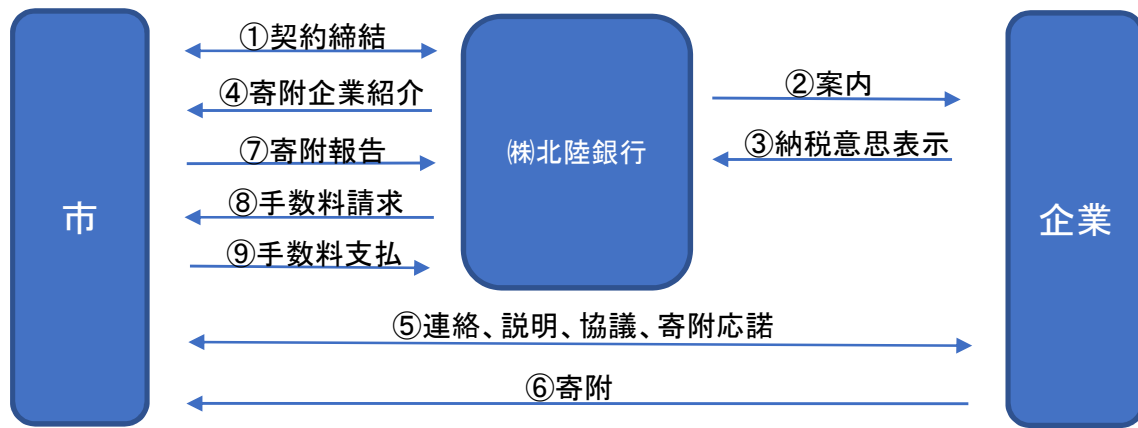 ①契約締結
④寄附企業紹介
⑦寄附報告
⑧手数料請求
⑨手数料支払
市
㈱北陸銀行
②案内
③納税意思表示
企業
⑤連絡、説明、協議、寄附応諾
⑥寄附